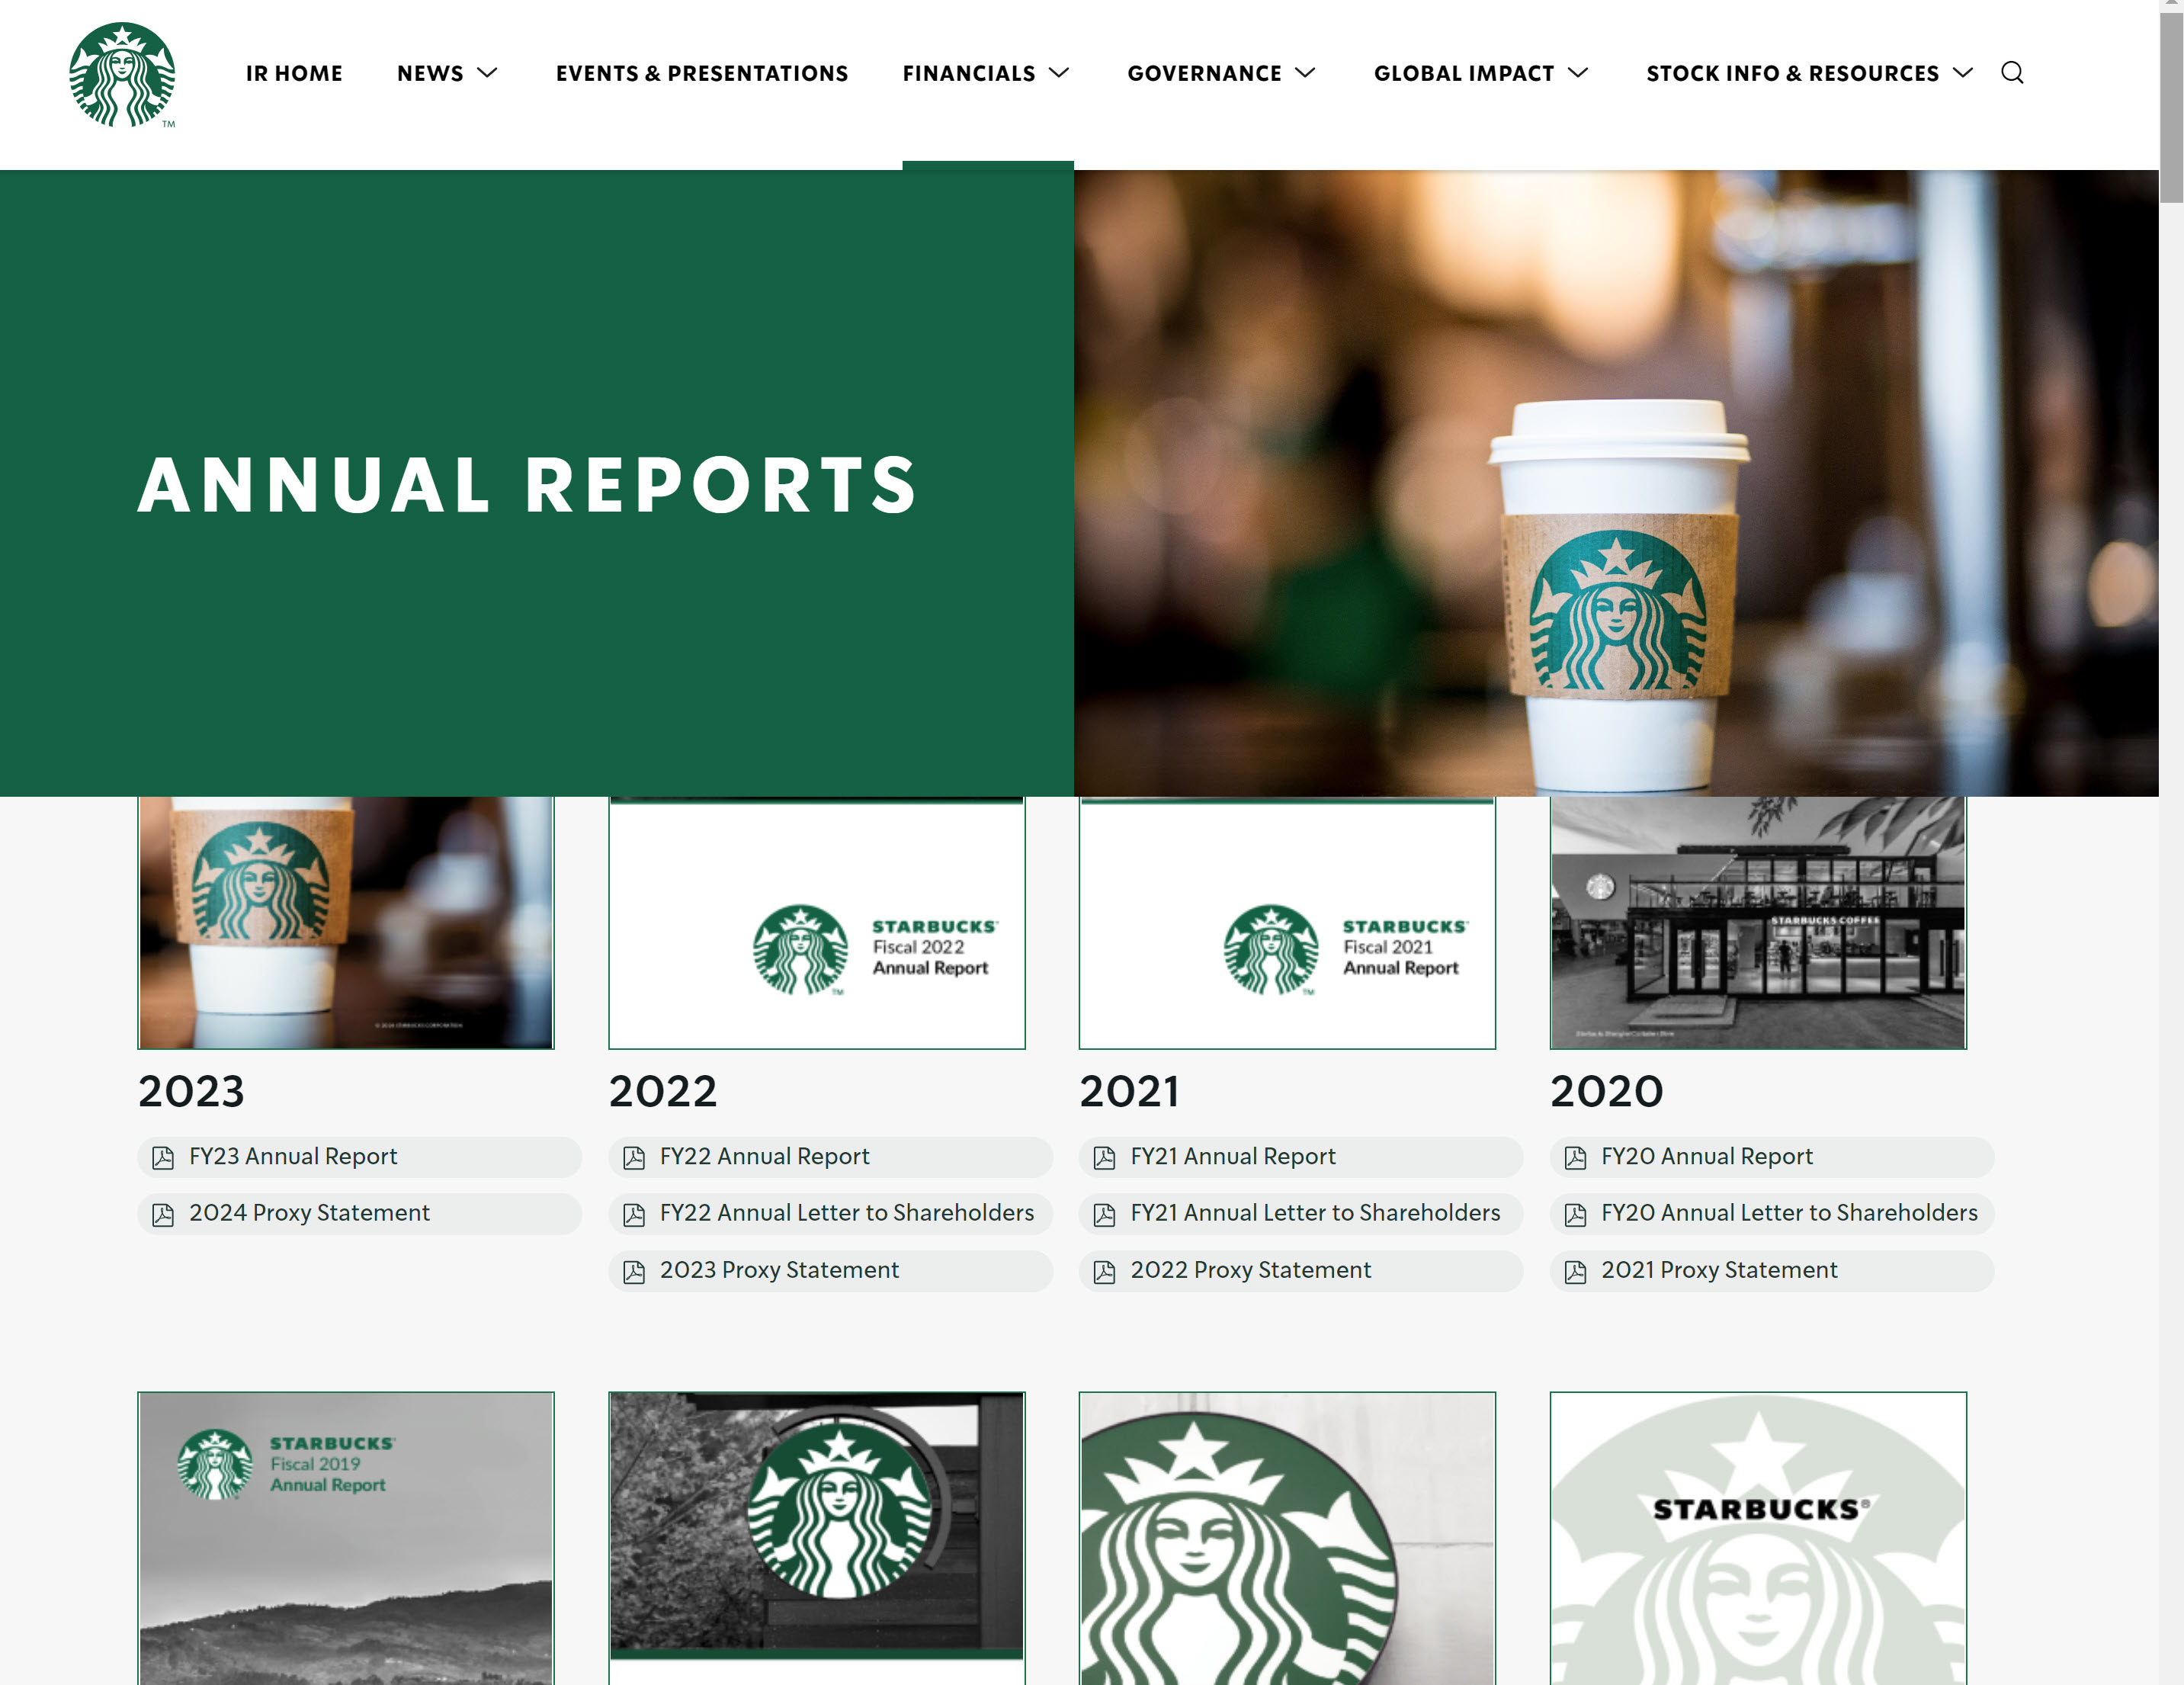 IR HOME
NEWS
EVENTS & PRESENTATIONS
FINANCIALS
GOVERNANCE
GLOBAL IMPACT
STOCK INFO & RESOURCES
TM
ANNUAL REPORTS
STARBUCKS
Fiscal 2022
Annual Report
TM
STARBUCKS
Fiscal 2021
Annual Report
TM
STARBUCKS COFFEE
2023
FY23 Annual Report
2024 Proxy Statement
2022
FY22 Annual Report
FY22 Annual Letter to Shareholders
2023 Proxy Statement
2021
FY21 Annual Report
FY21 Annual Letter to Shareholders
2022 Proxy Statement
2020
FY20 Annual Report
FY20 Annual Letter to Shareholders
2021 Proxy Statement
STARBUCKS
Fiscal 2019
Annual Report
STARBUCKS®